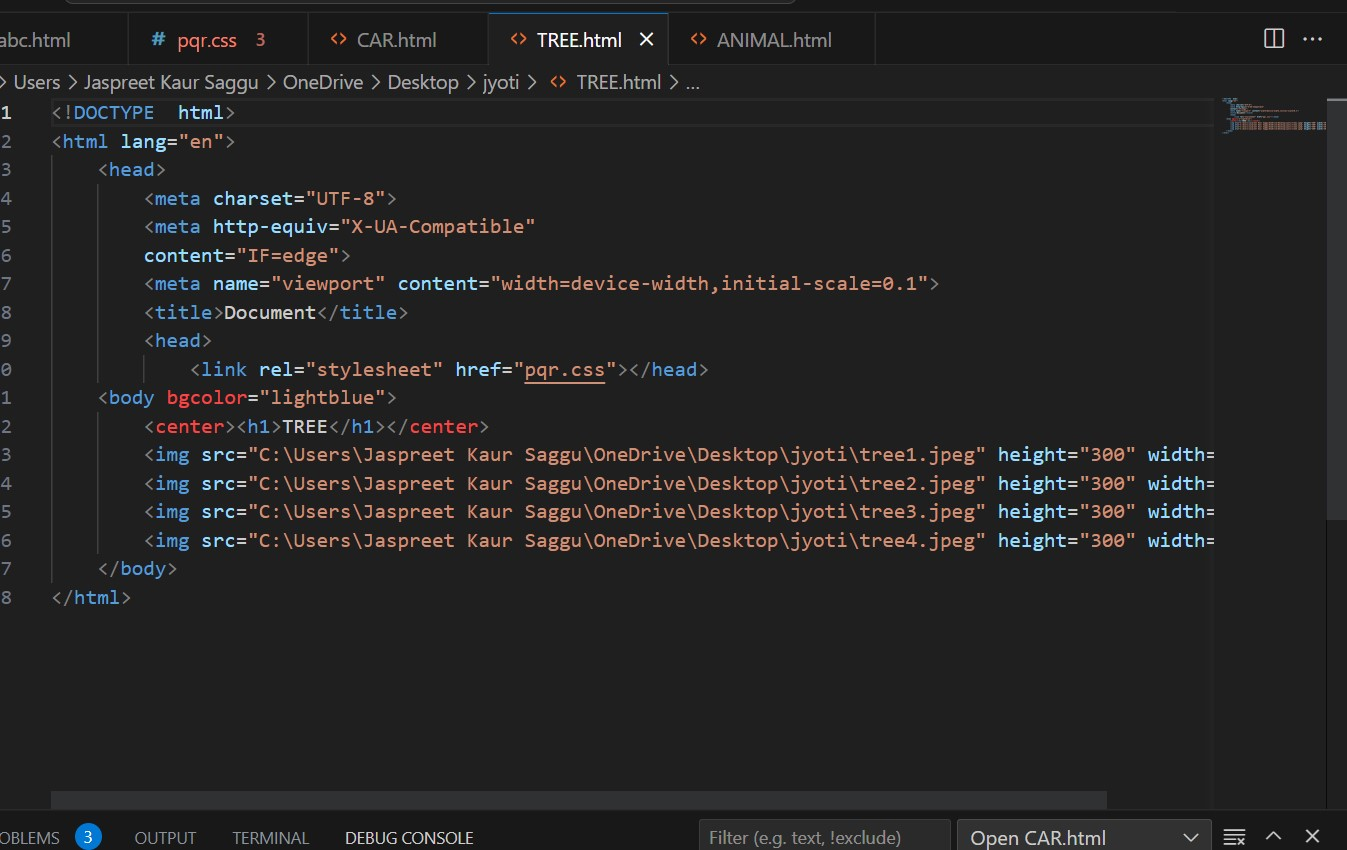 abc.html # pqr.css 3 <> CAR.html <> TREE.html × <> ANIMAL.html ...
> Users > Jaspreet Kaur Saggu > OneDrive > Desktop > jyoti > <> TREE.html > ...
1 <!DOCTYPE  html>
2 <html lang="en">
3 <head>
4 <meta charset="UTF-8">
5 <meta http-equiv="X-UA-Compatible"
6 content="IF=edge">
7 <meta name="viewport" content="width=device-width,initial-scale=0.1">
8 <title>Document</title>
9 <head>
0 <link rel="stylesheet" href="pqr.css"></head>
1 <body bgcolor="lightblue">
2 <center><h1>TREE</h1></center>
3 <img src="C:\Users\Jaspreet Kaur Saggu\OneDrive\Desktop\jyoti\tree1.jpeg" height="300" width=
4 <img src="C:\Users\Jaspreet Kaur Saggu\OneDrive\Desktop\jyoti\tree2.jpeg" height="300" width=
5 <img src="C:\Users\Jaspreet Kaur Saggu\OneDrive\Desktop\jyoti\tree3.jpeg" height="300" width=
6 <img src="C:\Users\Jaspreet Kaur Saggu\OneDrive\Desktop\jyoti\tree4.jpeg" height="300" width=
7 </body>
8 </html>
OBLEMS 3 OUTPUT TERMINAL DEBUG CONSOLE Filter (e.g. text, !exclude) Open CAR.html